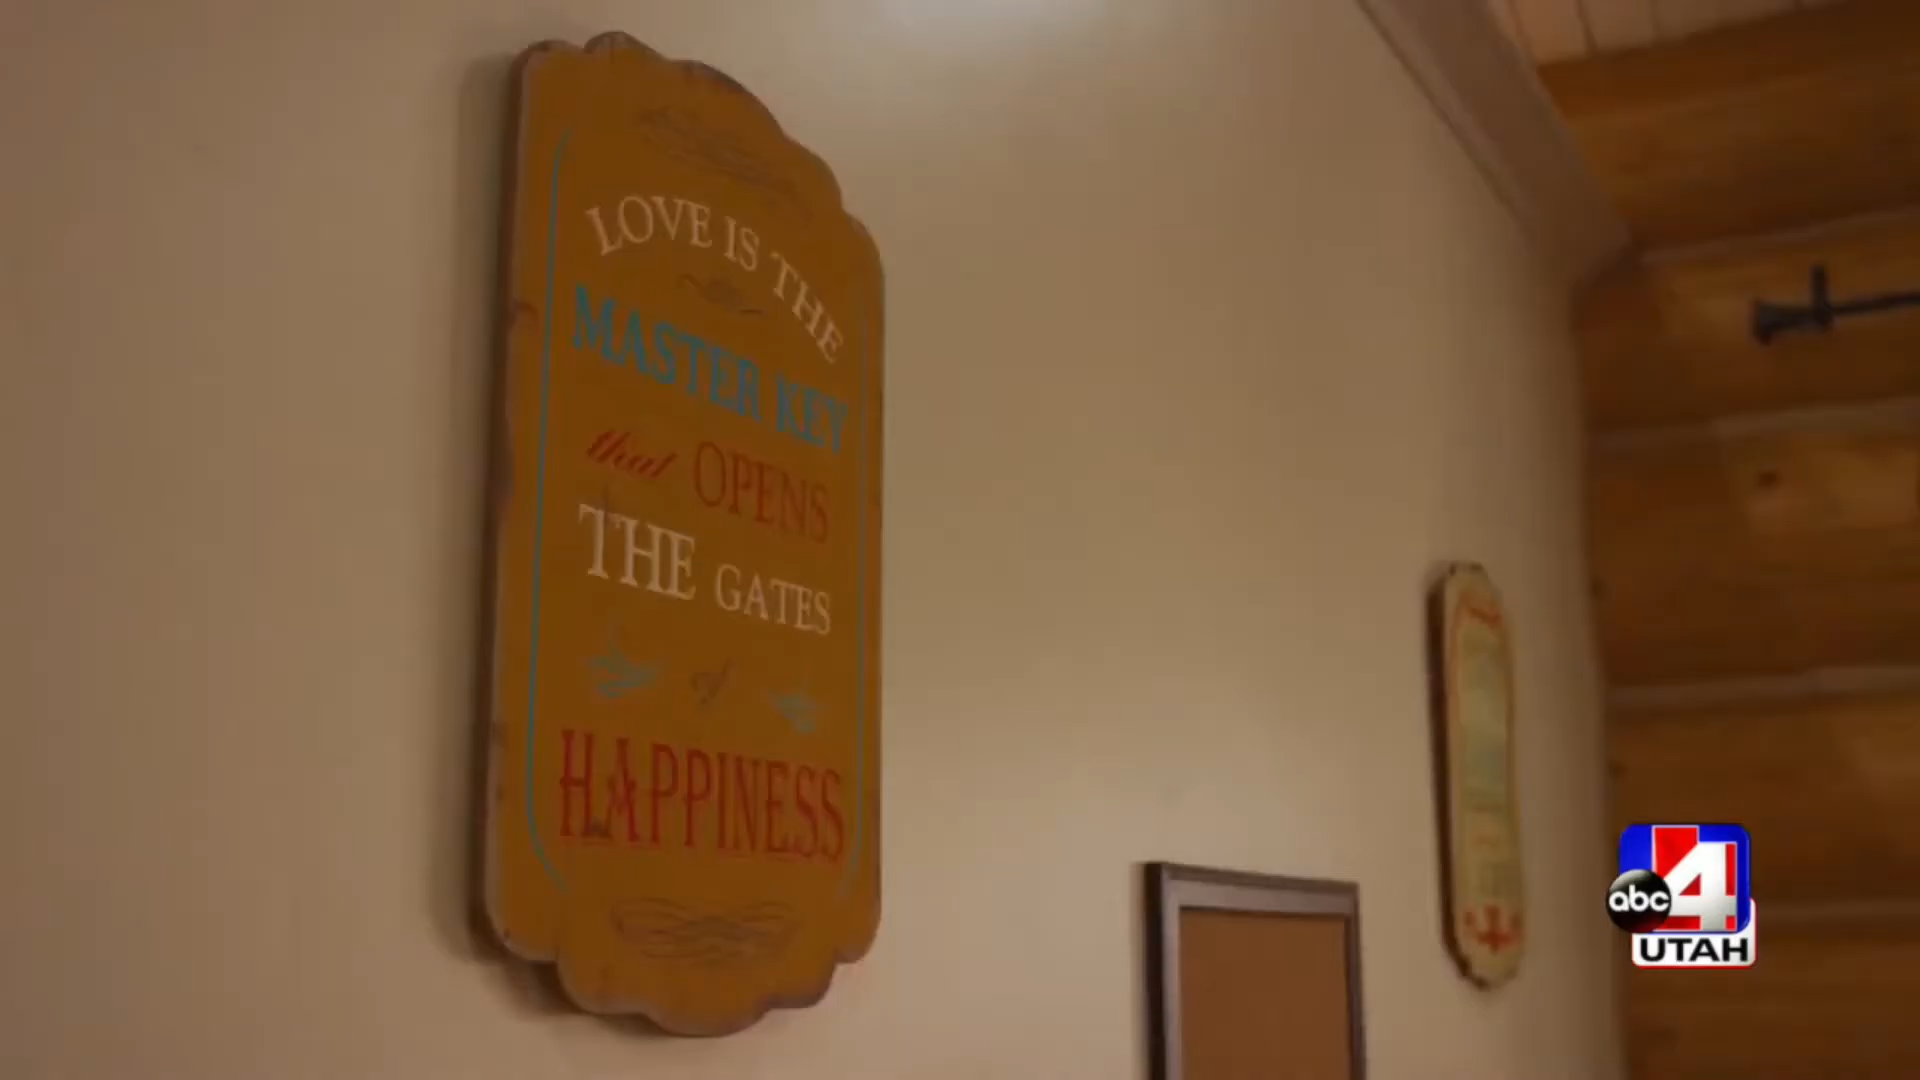 LOVE IS THE
MASTER KEY
that OPENS
THE GATES
of
HAPPINESS
abc 4
UTAH